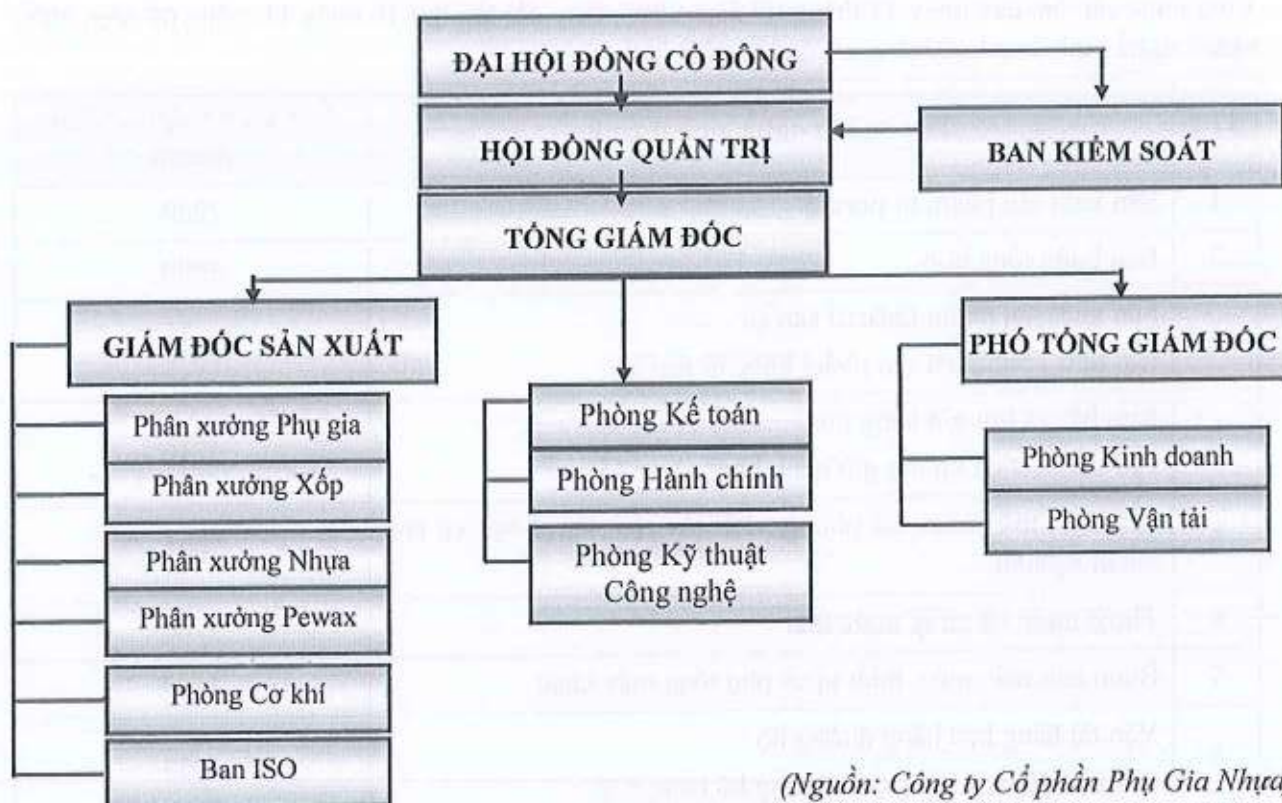 ĐẠI HỘI ĐỒNG CỔ ĐÔNG
HỘI ĐỒNG QUẢN TRỊ
BAN KIỂM SOÁT
TỔNG GIÁM ĐỐC
GIÁM ĐỐC SẢN XUẤT
PHÓ TỔNG GIÁM ĐỐC
Phân xưởng Phụ gia
Phân xưởng Xốp
Phân xưởng Nhựa
Phân xưởng Pewax
Phòng Cơ khí
Ban ISO
Phòng Kế toán
Phòng Hành chính
Phòng Kỹ thuật
Công nghệ
Phòng Kinh doanh
Phòng Vận tải
(Nguồn: Công ty Cổ phần Phụ Gia Nhựa)